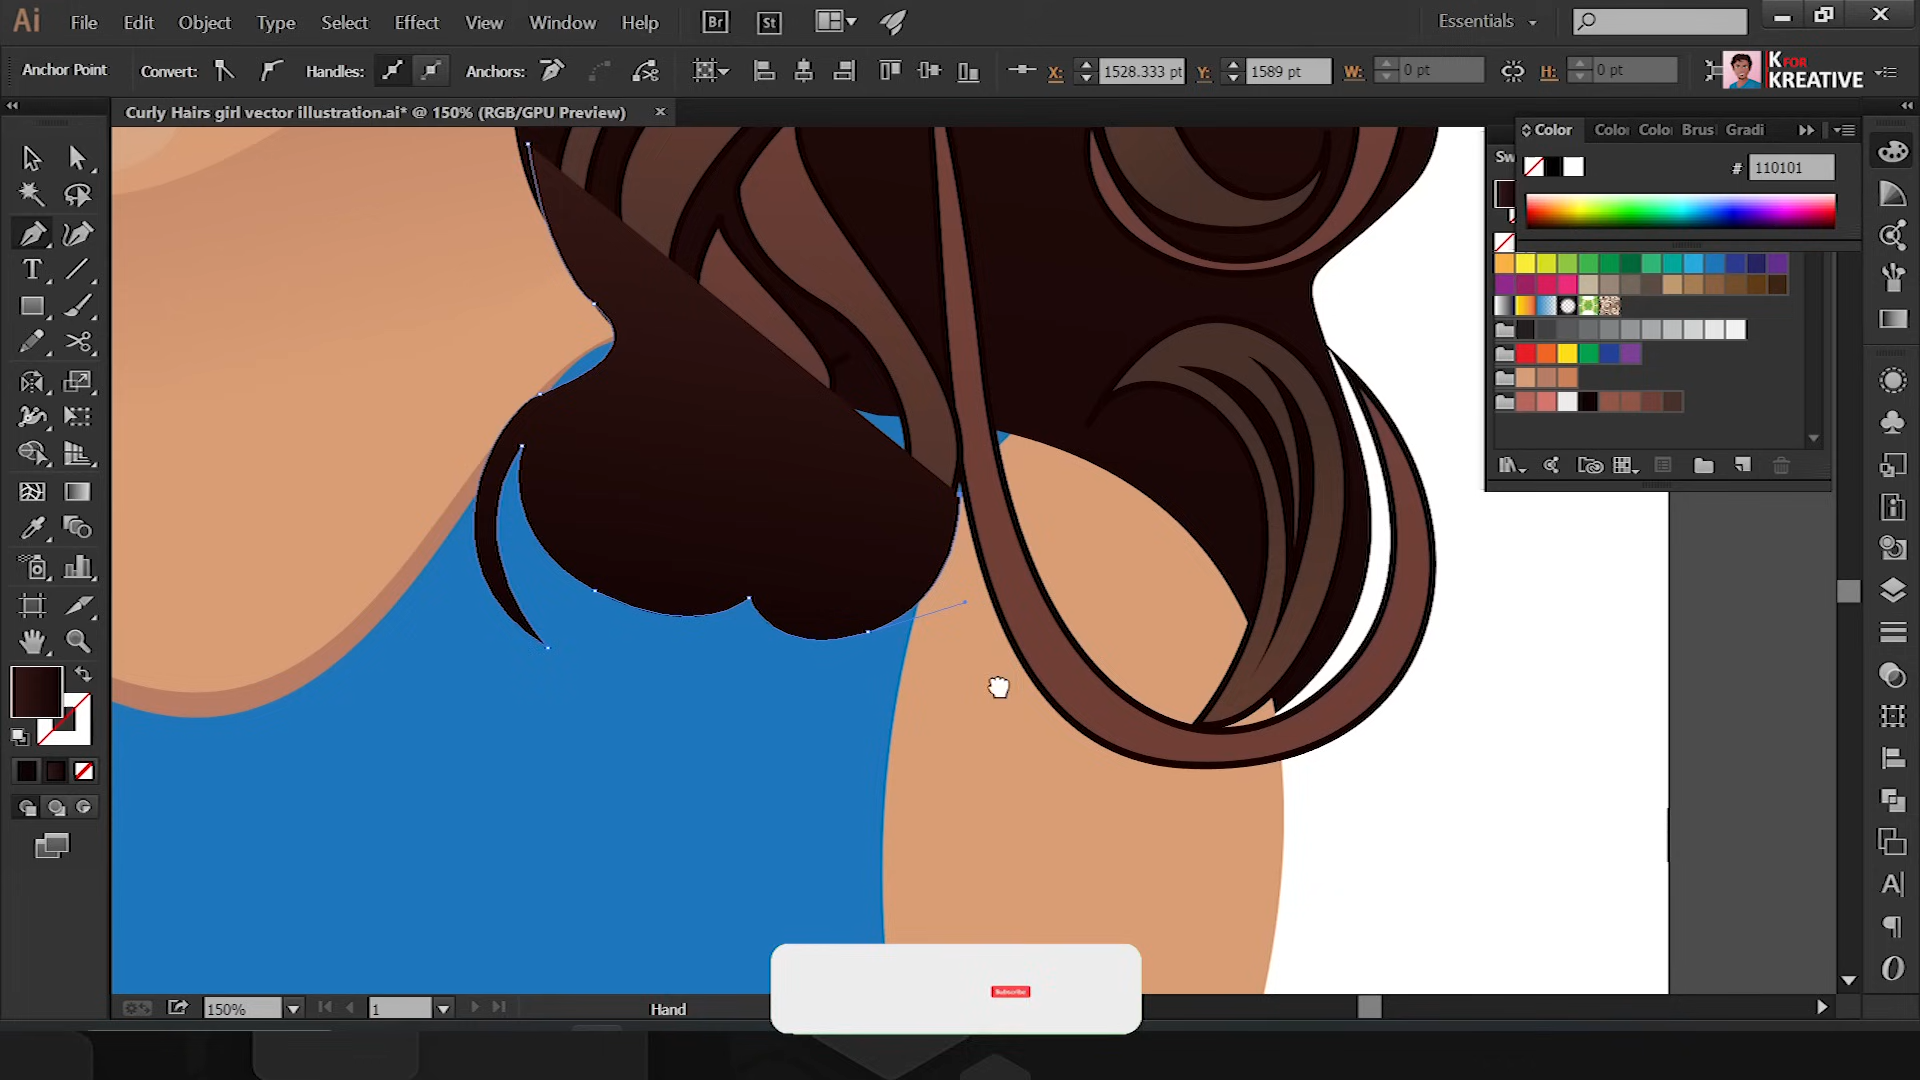 Ai File Edit Object Type Select Effect View Window Help Br St Essentials
Anchor Point Convert: Handles: Anchors: X: 1528.333 pt Y: 1589 pt W: 0 pt H: 0 pt K FOR KREATIVE
Curly Hairs girl vector illustration.ai* @ 150% (RGB/GPU Preview)
Color Colo Colo Brus Gradi
Sw # 110101
150% 1 Hand
Subscribe